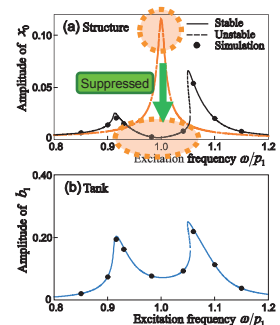 (a) Structure
Stable
Unstable
Simulation
Suppressed
Amplitude of x₀
0.10
0.05
0
0.8 0.9 1.0 1.1 1.2
Excitation frequency ω/p₁
(b) Tank
Amplitude of b₁
0.40
0.20
0
0.8 0.9 1.0 1.1 1.2
Excitation frequency ω/p₁